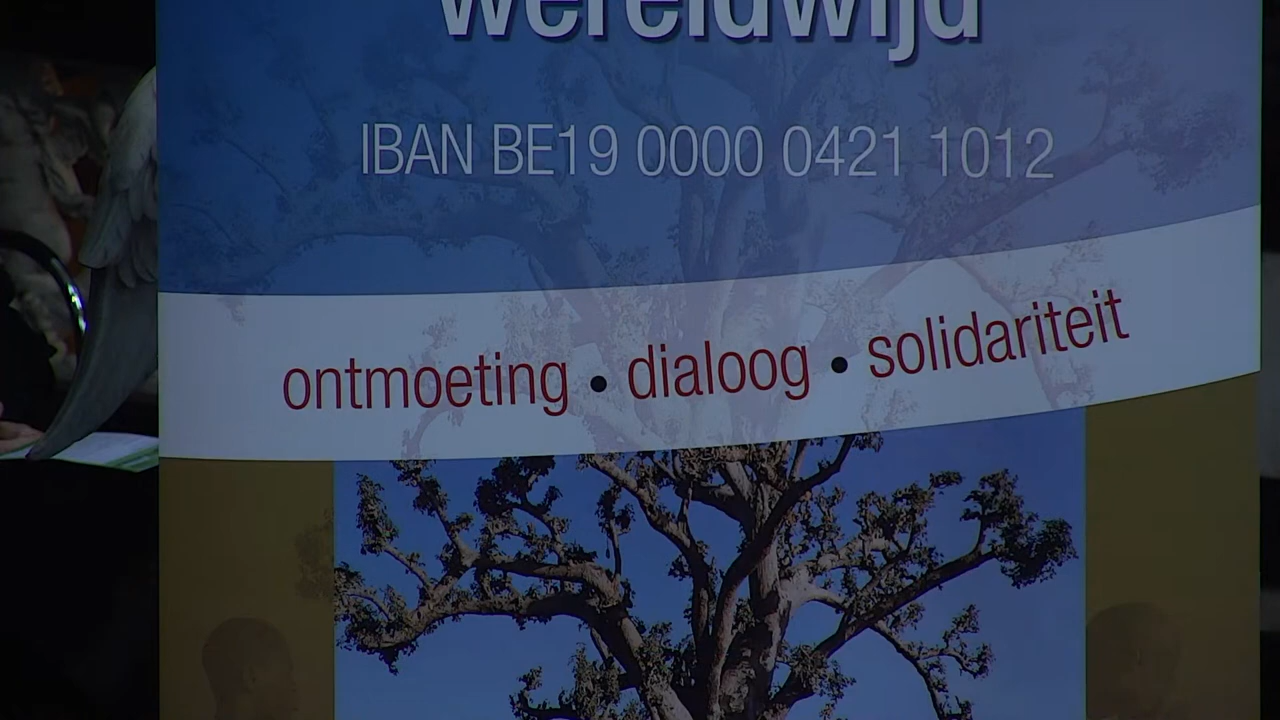 wereldwijd
IBAN BE19 0000 0421 1012
ontmoeting • dialoog • solidariteit